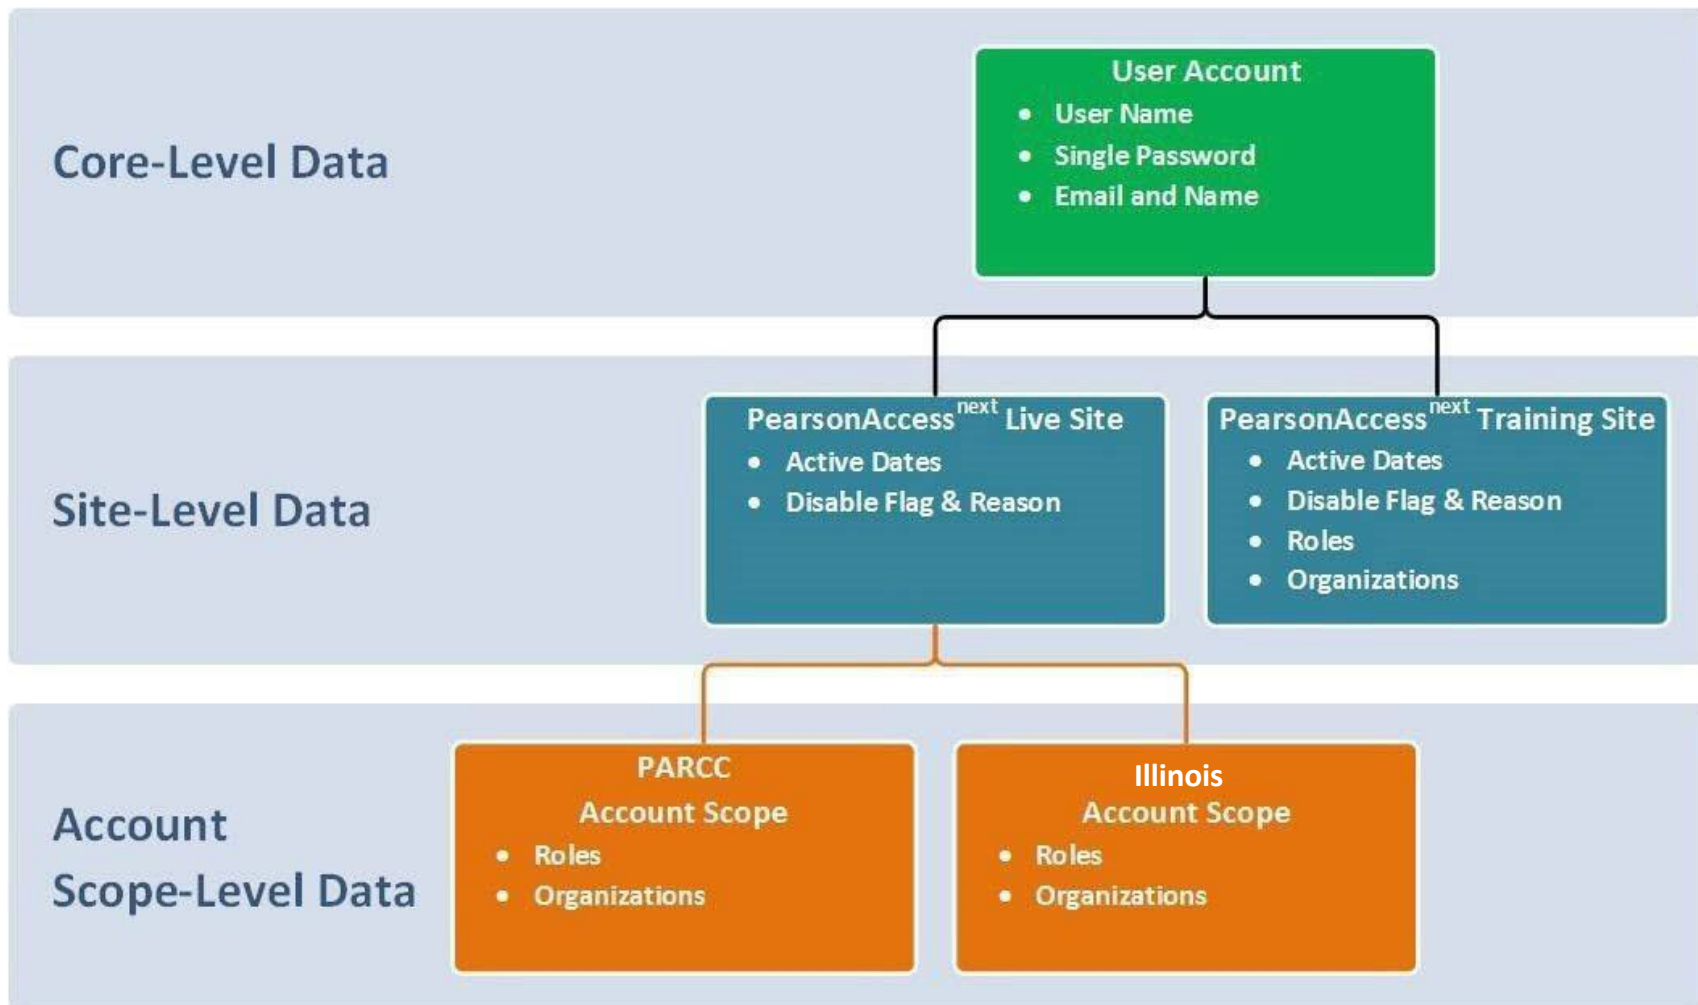 Core-Level Data
User Account
• User Name
• Single Password
• Email and Name
Site-Level Data
PearsonAccessnext Live Site
• Active Dates
• Disable Flag & Reason
PearsonAccessnext Training Site
• Active Dates
• Disable Flag & Reason
• Roles
• Organizations
Account
Scope-Level Data
PARCC
Account Scope
• Roles
• Organizations
Illinois
Account Scope
• Roles
• Organizations